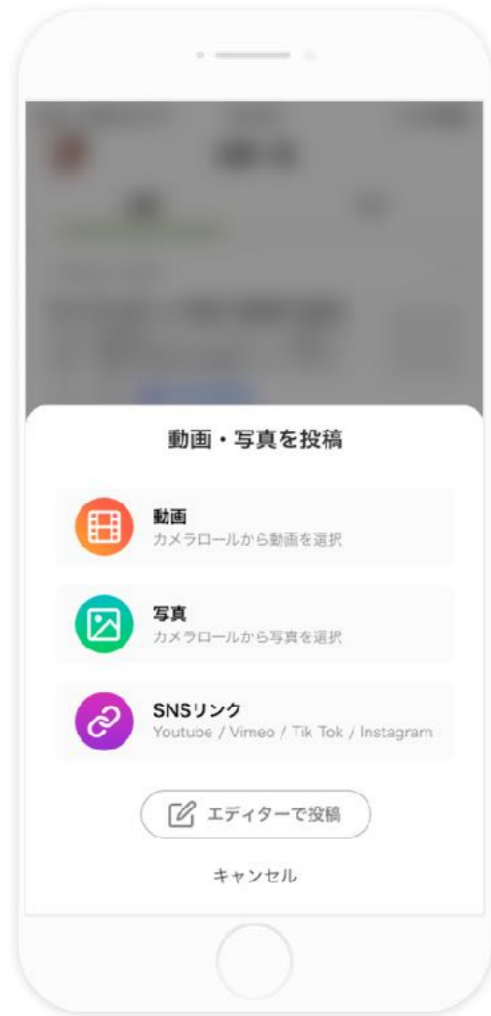 動画・写真を投稿
動画
カメラロールから動画を選択
写真
カメラロールから写真を選択
SNSリンク
Youtube / Vimeo / Tik Tok / Instagram
エディターで投稿
キャンセル